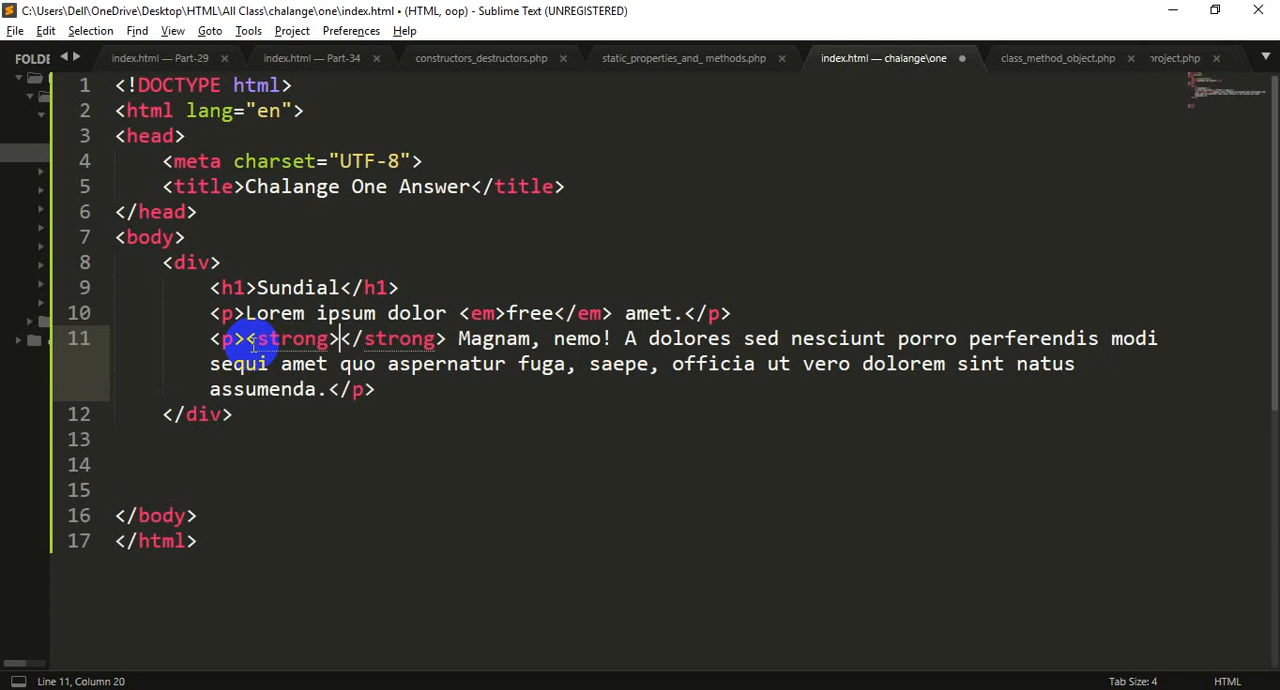 C:\Users\Dell\OneDrive\Desktop\HTML\All Class\chalange\one\index.html • (HTML, oop) - Sublime Text (UNREGISTERED)
File Edit Selection Find View Goto Tools Project Preferences Help
FOLDE index.html — Part-29 index.html — Part-34 constructors_destructors.php static_properties_and_ methods.php index.html — chalange\one class_method_object.php project.php
1 <!DOCTYPE html>
2 <html lang="en">
3 <head>
4 <meta charset="UTF-8">
5 <title>Chalange One Answer</title>
6 </head>
7 <body>
8 <div>
9 <h1>Sundial</h1>
10 <p>Lorem ipsum dolor <em>free</em> amet.</p>
11 <p><strong></strong> Magnam, nemo! A dolores sed nesciunt porro perferendis modi
sequi amet quo aspernatur fuga, saepe, officia ut vero dolorem sint natus
assumenda.</p>
12 </div>
13
14
15
16 </body>
17 </html>
Line 11, Column 20 Tab Size: 4 HTML